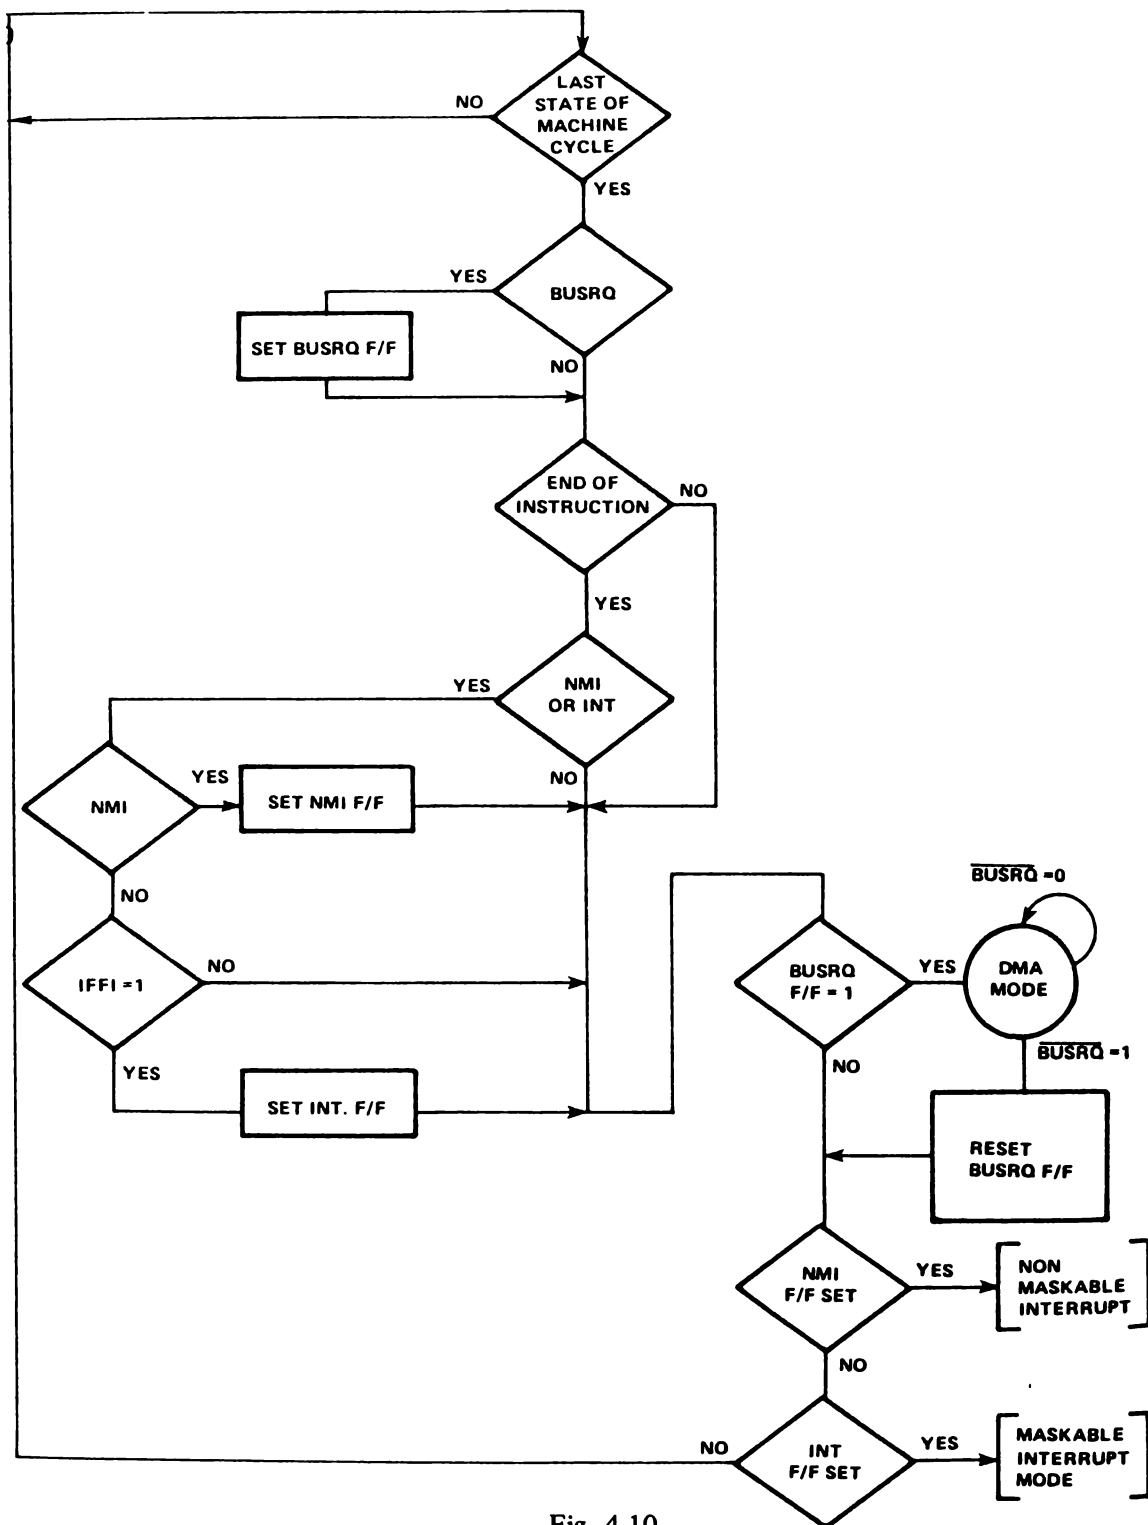 LAST
STATE OF
MACHINE
CYCLE
NO
YES
BUSRQ
YES
SET BUSRQ F/F
NO
END OF
INSTRUCTION
NO
YES
NMI
OR INT
YES
NO
NMI
YES
SET NMI F/F
NO
IFFI = 1
NO
YES
SET INT. F/F
BUSRQ
F/F = 1
YES
DMA
MODE
B̅U̅S̅R̅Q̅ =0
B̅U̅S̅R̅Q̅ =1
NO
RESET
BUSRQ F/F
NMI
F/F SET
YES
NON
MASKABLE
INTERRUPT
NO
INT
F/F SET
NO
YES
MASKABLE
INTERRUPT
MODE
Fig. 4.10